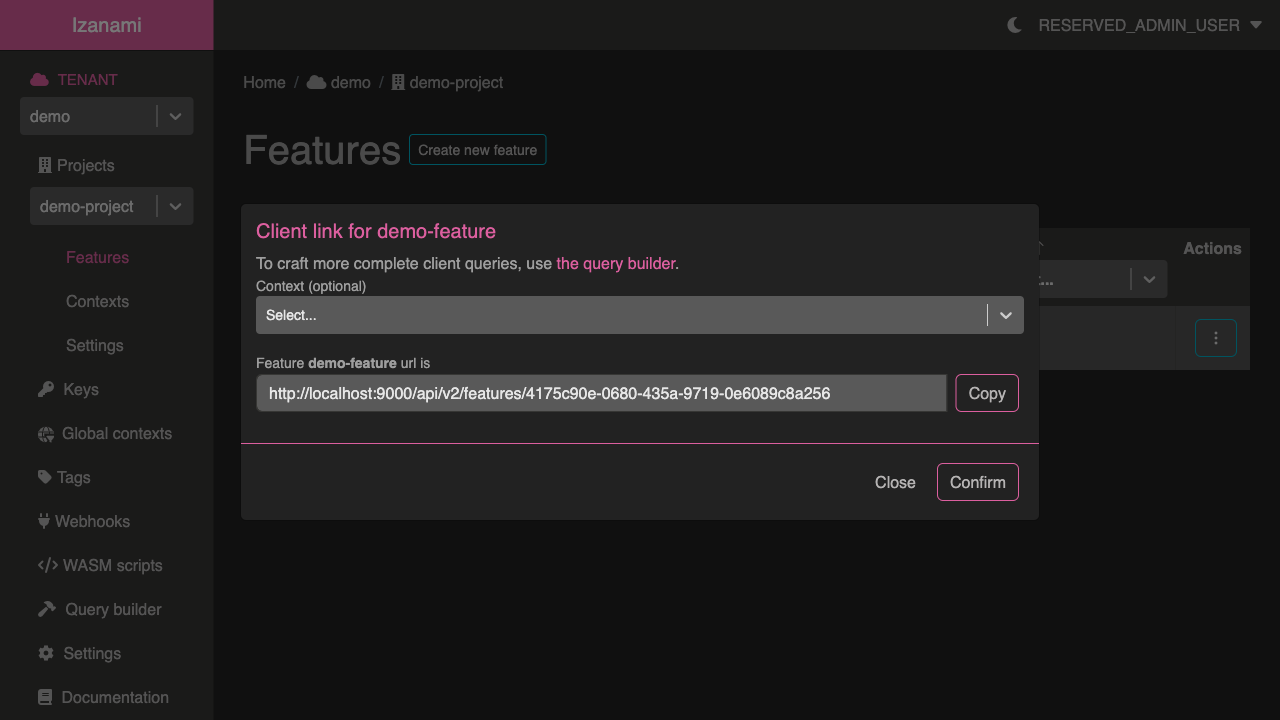 Izanami
RESERVED_ADMIN_USER
TENANT
demo
Projects
demo-project
Features
Contexts
Settings
Keys
Global contexts
Tags
Webhooks
WASM scripts
Query builder
Settings
Documentation
Home / demo / demo-project
Features
Create new feature
Actions
Client link for demo-feature
To craft more complete client queries, use the query builder.
Context (optional)
Select...
Feature demo-feature url is
http://localhost:9000/api/v2/features/4175c90e-0680-435a-9719-0e6089c8a256
Copy
Close
Confirm